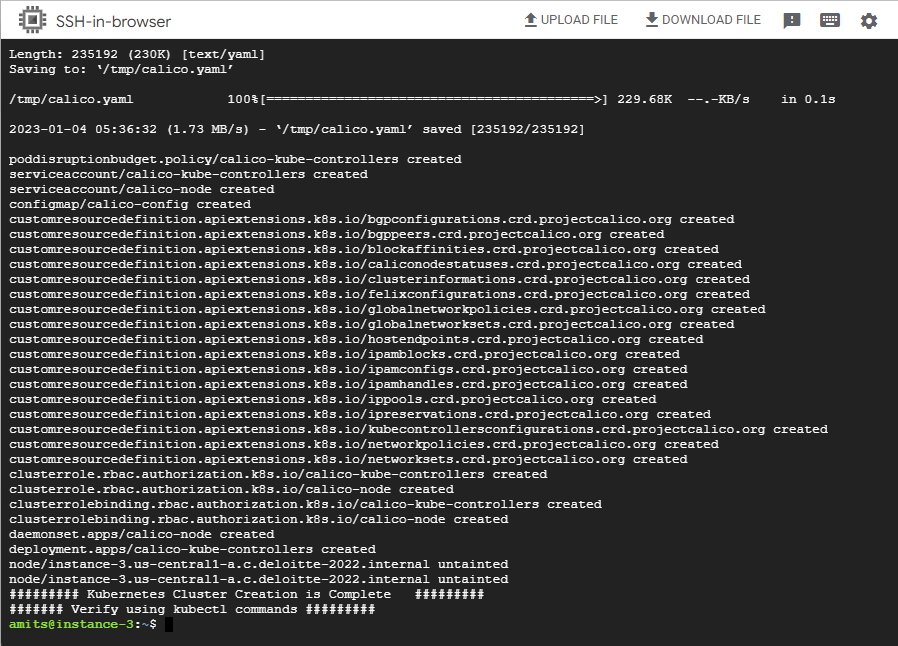 SSH-in-browser
UPLOAD FILE
DOWNLOAD FILE
Length: 235192 (230K) [text/yaml]
Saving to: ‘/tmp/calico.yaml’
/tmp/calico.yaml            100%[==========================================>] 229.68K  --.-KB/s    in 0.1s
2023-01-04 05:36:32 (1.73 MB/s) - ‘/tmp/calico.yaml’ saved [235192/235192]
poddisruptionbudget.policy/calico-kube-controllers created
serviceaccount/calico-kube-controllers created
serviceaccount/calico-node created
configmap/calico-config created
customresourcedefinition.apiextensions.k8s.io/bgpconfigurations.crd.projectcalico.org created
customresourcedefinition.apiextensions.k8s.io/bgppeers.crd.projectcalico.org created
customresourcedefinition.apiextensions.k8s.io/blockaffinities.crd.projectcalico.org created
customresourcedefinition.apiextensions.k8s.io/caliconodestatuses.crd.projectcalico.org created
customresourcedefinition.apiextensions.k8s.io/clusterinformations.crd.projectcalico.org created
customresourcedefinition.apiextensions.k8s.io/felixconfigurations.crd.projectcalico.org created
customresourcedefinition.apiextensions.k8s.io/globalnetworkpolicies.crd.projectcalico.org created
customresourcedefinition.apiextensions.k8s.io/globalnetworksets.crd.projectcalico.org created
customresourcedefinition.apiextensions.k8s.io/hostendpoints.crd.projectcalico.org created
customresourcedefinition.apiextensions.k8s.io/ipamblocks.crd.projectcalico.org created
customresourcedefinition.apiextensions.k8s.io/ipamconfigs.crd.projectcalico.org created
customresourcedefinition.apiextensions.k8s.io/ipamhandles.crd.projectcalico.org created
customresourcedefinition.apiextensions.k8s.io/ippools.crd.projectcalico.org created
customresourcedefinition.apiextensions.k8s.io/ipreservations.crd.projectcalico.org created
customresourcedefinition.apiextensions.k8s.io/kubecontrollersconfigurations.crd.projectcalico.org created
customresourcedefinition.apiextensions.k8s.io/networkpolicies.crd.projectcalico.org created
customresourcedefinition.apiextensions.k8s.io/networksets.crd.projectcalico.org created
clusterrole.rbac.authorization.k8s.io/calico-kube-controllers created
clusterrole.rbac.authorization.k8s.io/calico-node created
clusterrolebinding.rbac.authorization.k8s.io/calico-kube-controllers created
clusterrolebinding.rbac.authorization.k8s.io/calico-node created
daemonset.apps/calico-node created
deployment.apps/calico-kube-controllers created
node/instance-3.us-central1-a.c.deloitte-2022.internal untainted
node/instance-3.us-central1-a.c.deloitte-2022.internal untainted
######### Kubernetes Cluster Creation is Complete   #########
####### Verify using kubectl commands #########
amits@instance-3:~$